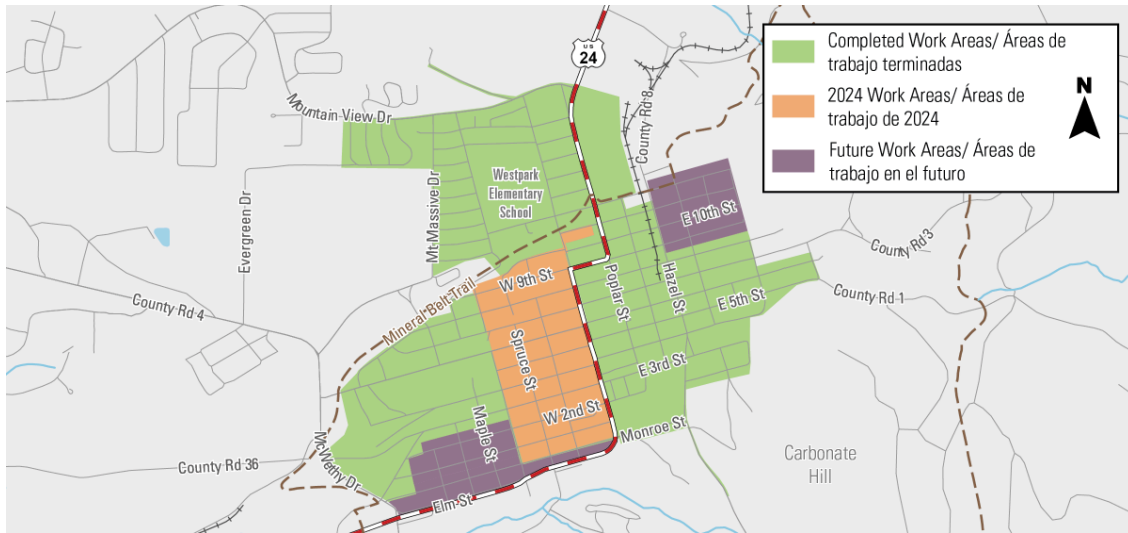 Completed Work Areas/ Áreas de
trabajo terminadas
2024 Work Areas/ Áreas de
trabajo de 2024
Future Work Areas/ Áreas de
trabajo en el futuro
N
US
24
Mountain View Dr
County Rd 8
Westpark
Elementary
School
Mt Massive Dr
Evergreen Dr
E 10th St
County Rd 3
W 9th St
Poplar St
Hazel St
E 5th St
County Rd 1
Mineral Belt Trail
County Rd 4
Spruce St
E 3rd St
Maple St
W 2nd St
Monroe St
McWethy Dr
County Rd 36
Carbonate
Hill
Elm St